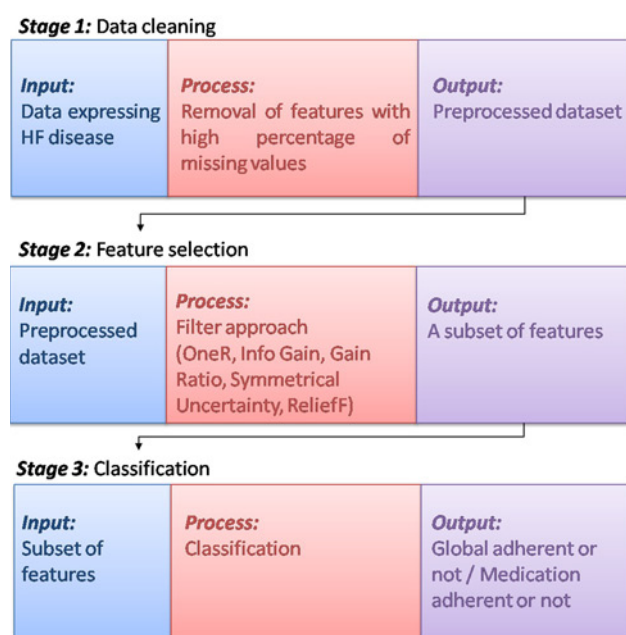 Stage 1: Data cleaning
Input:
Data expressing
HF disease
Process:
Removal of features with
high percentage of
missing values
Output:
Preprocessed dataset
Stage 2: Feature selection
Input:
Preprocessed
dataset
Process:
Filter approach
(OneR, Info Gain, Gain
Ratio, Symmetrical
Uncertainty, ReliefF)
Output:
A subset of features
Stage 3: Classification
Input:
Subset of
features
Process:
Classification
Output:
Global adherent or
not / Medication
adherent or not